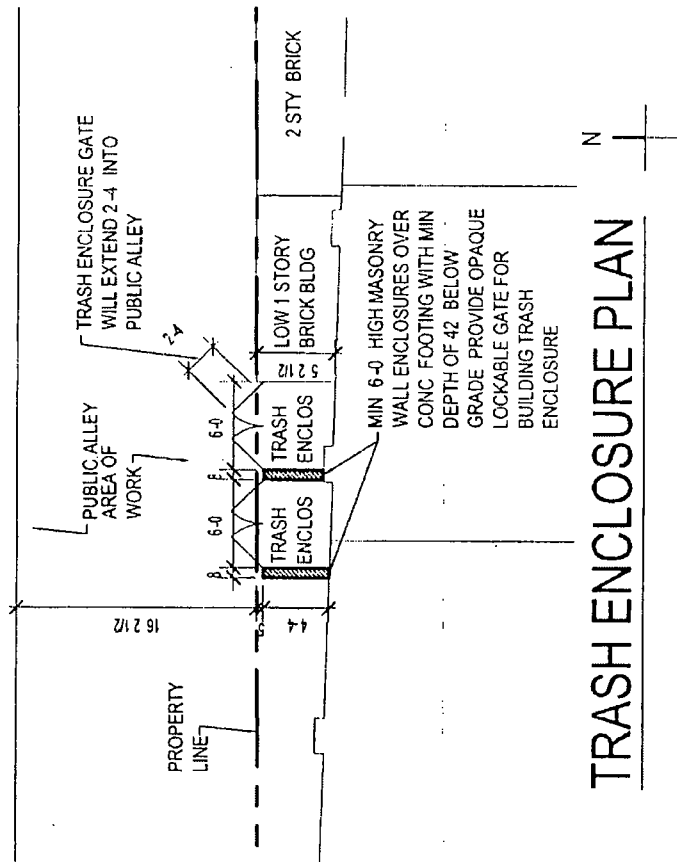 TRASH ENCLOSURE GATE
WILL EXTEND 2-4 INTO
PUBLIC ALLEY
PUBLIC ALLEY
AREA OF
WORK
PROPERTY
LINE
16 2 1/2
2-4
6-0
8
6-0
8
5
4-4
5 2 1/2
TRASH
ENCLOS
TRASH
ENCLOS
LOW 1 STORY
BRICK BLDG
2 STY BRICK
MIN 6-0 HIGH MASONRY
WALL ENCLOSURES OVER
CONC FOOTING WITH MIN
DEPTH OF 42 BELOW
GRADE PROVIDE OPAQUE
LOCKABLE GATE FOR
BUILDING TRASH
ENCLOSURE
N
TRASH ENCLOSURE PLAN